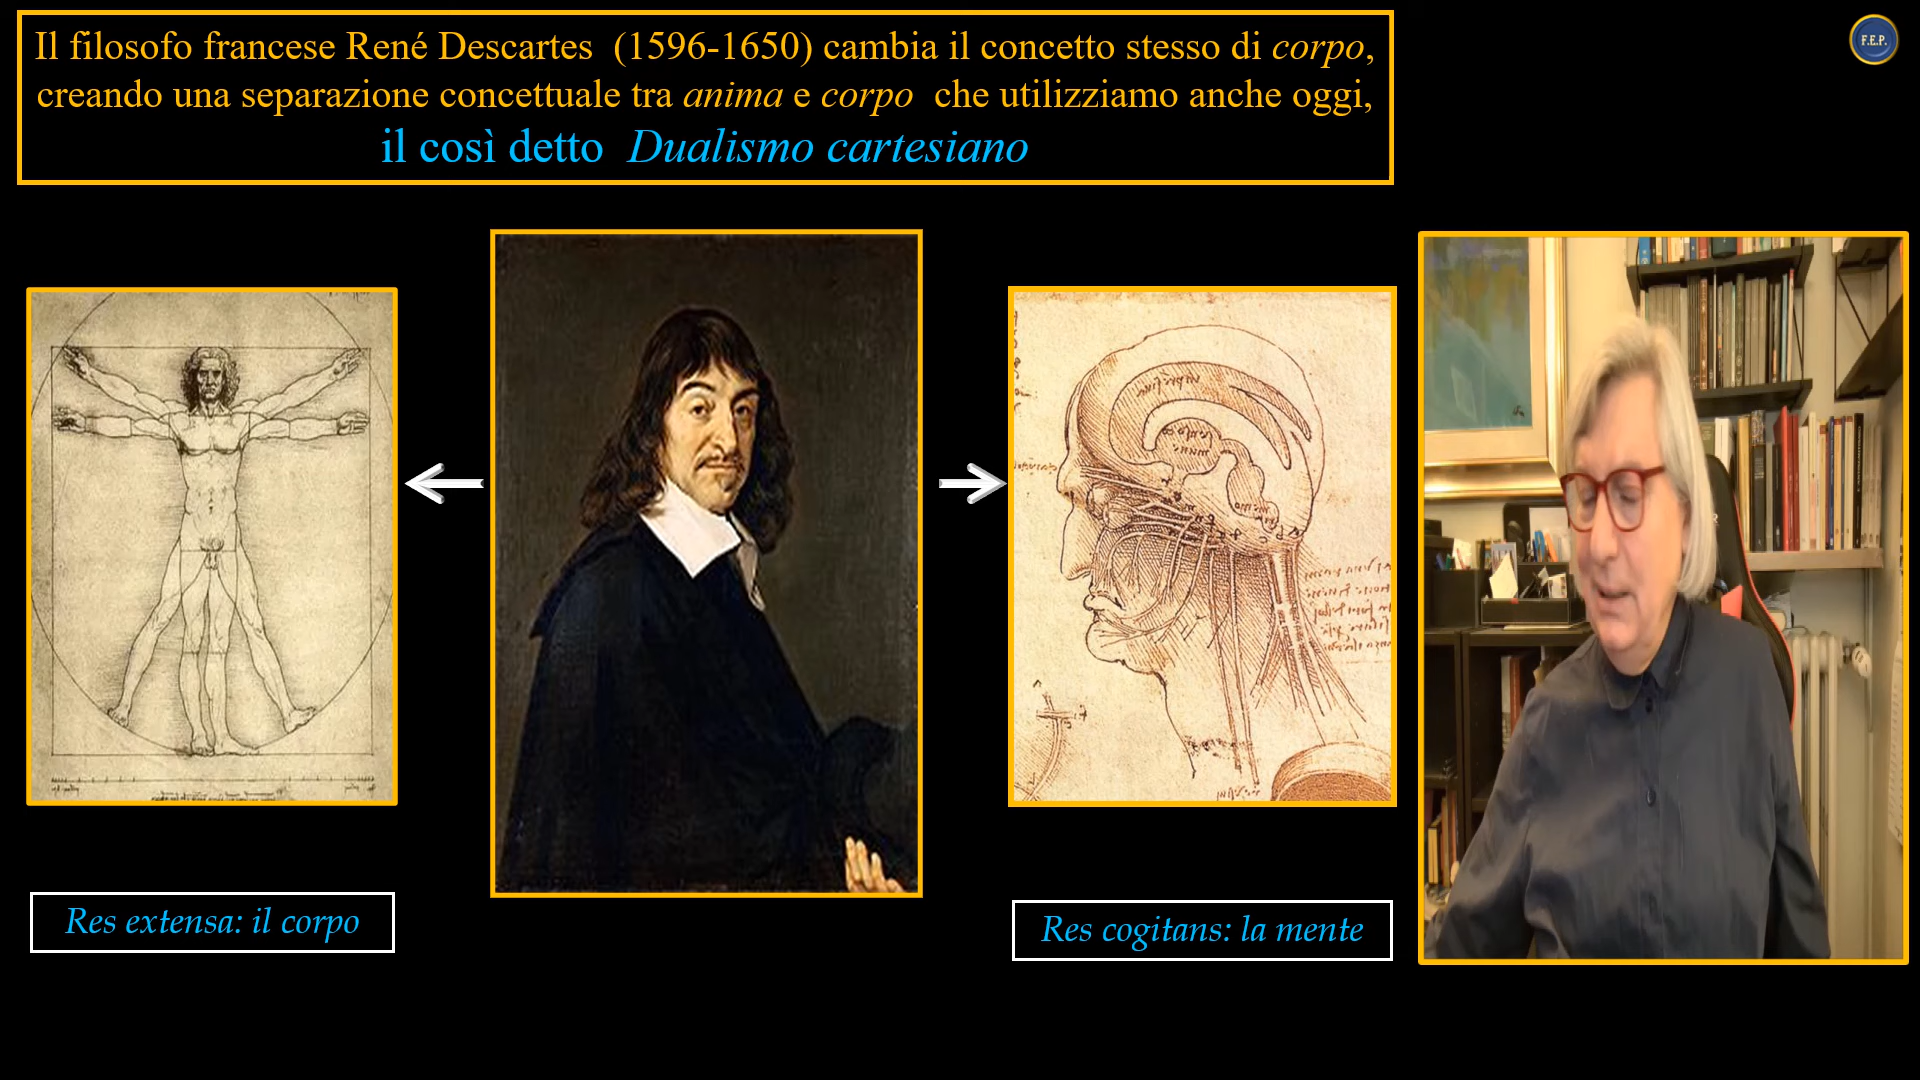 Il filosofo francese René Descartes (1596-1650) cambia il concetto stesso di corpo,
creando una separazione concettuale tra anima e corpo che utilizziamo anche oggi,
il così detto Dualismo cartesiano
F.E.P.
Res extensa: il corpo
Res cogitans: la mente